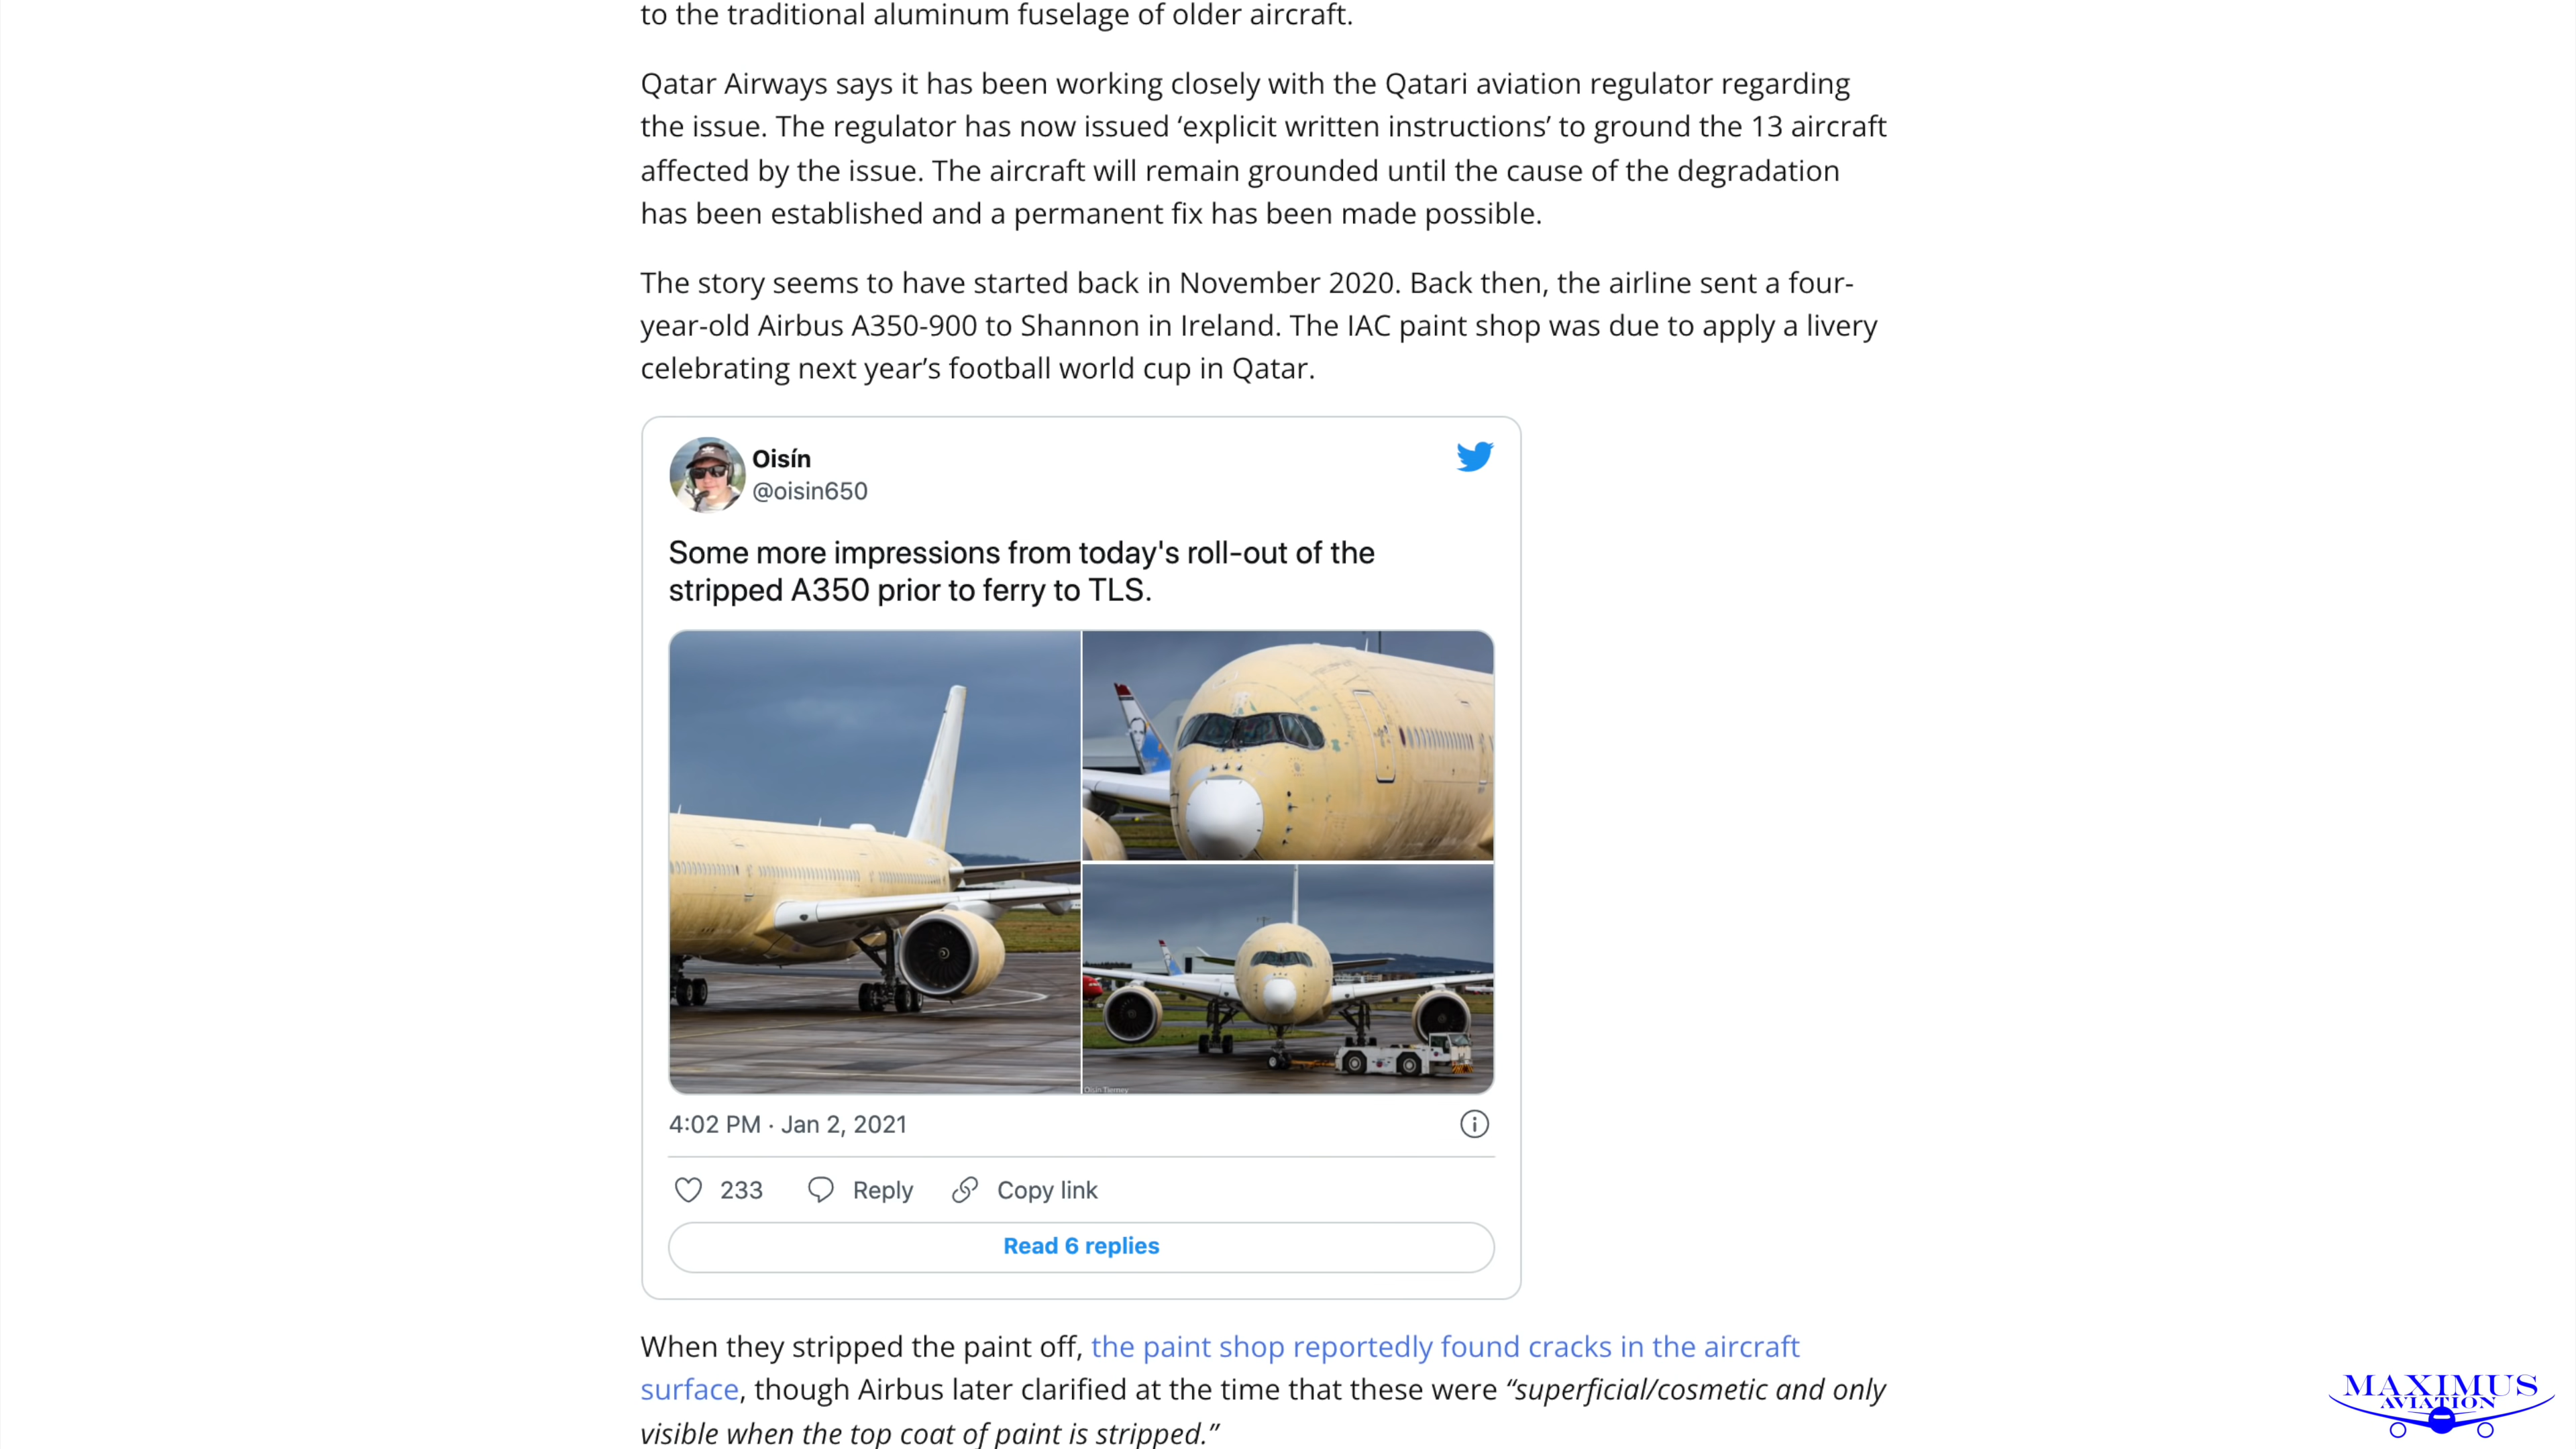 to the traditional aluminum fuselage of older aircraft.
Qatar Airways says it has been working closely with the Qatari aviation regulator regarding
the issue. The regulator has now issued ‘explicit written instructions’ to ground the 13 aircraft
affected by the issue. The aircraft will remain grounded until the cause of the degradation
has been established and a permanent fix has been made possible.
The story seems to have started back in November 2020. Back then, the airline sent a four-
year-old Airbus A350-900 to Shannon in Ireland. The IAC paint shop was due to apply a livery
celebrating next year’s football world cup in Qatar.
Oisín
@oisin650
Some more impressions from today's roll-out of the
stripped A350 prior to ferry to TLS.
Oisín Tierney
4:02 PM · Jan 2, 2021
233 Reply Copy link
Read 6 replies
When they stripped the paint off, the paint shop reportedly found cracks in the aircraft
surface, though Airbus later clarified at the time that these were “superficial/cosmetic and only
visible when the top coat of paint is stripped.”
MAXIMUS
AVIATION